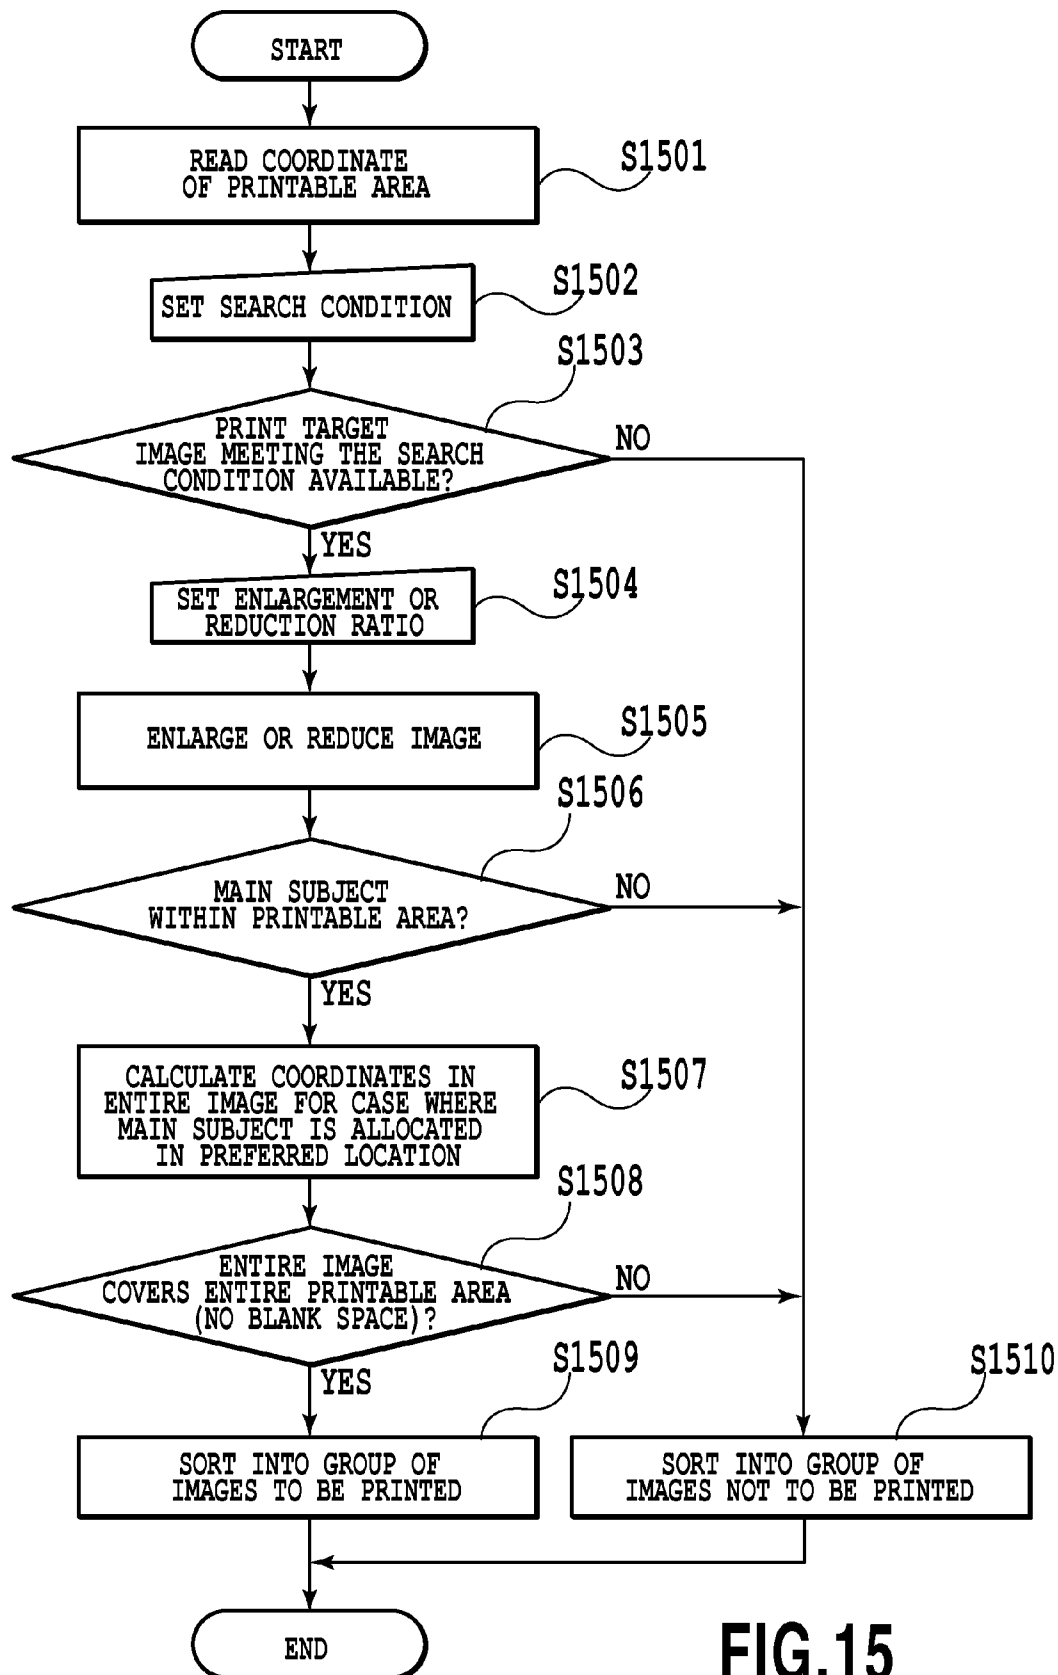 START
READ COORDINATE
OF PRINTABLE AREA
S1501
SET SEARCH CONDITION
S1502
S1503
PRINT TARGET
IMAGE MEETING THE SEARCH
CONDITION AVAILABLE?
NO
YES
SET ENLARGEMENT OR
REDUCTION RATIO
S1504
ENLARGE OR REDUCE IMAGE
S1505
S1506
MAIN SUBJECT
WITHIN PRINTABLE AREA?
NO
YES
CALCULATE COORDINATES IN
ENTIRE IMAGE FOR CASE WHERE
MAIN SUBJECT IS ALLOCATED
IN PREFERRED LOCATION
S1507
S1508
ENTIRE IMAGE
COVERS ENTIRE PRINTABLE AREA
(NO BLANK SPACE)?
NO
YES
S1509
S1510
SORT INTO GROUP OF
IMAGES TO BE PRINTED
SORT INTO GROUP OF
IMAGES NOT TO BE PRINTED
END
FIG.15